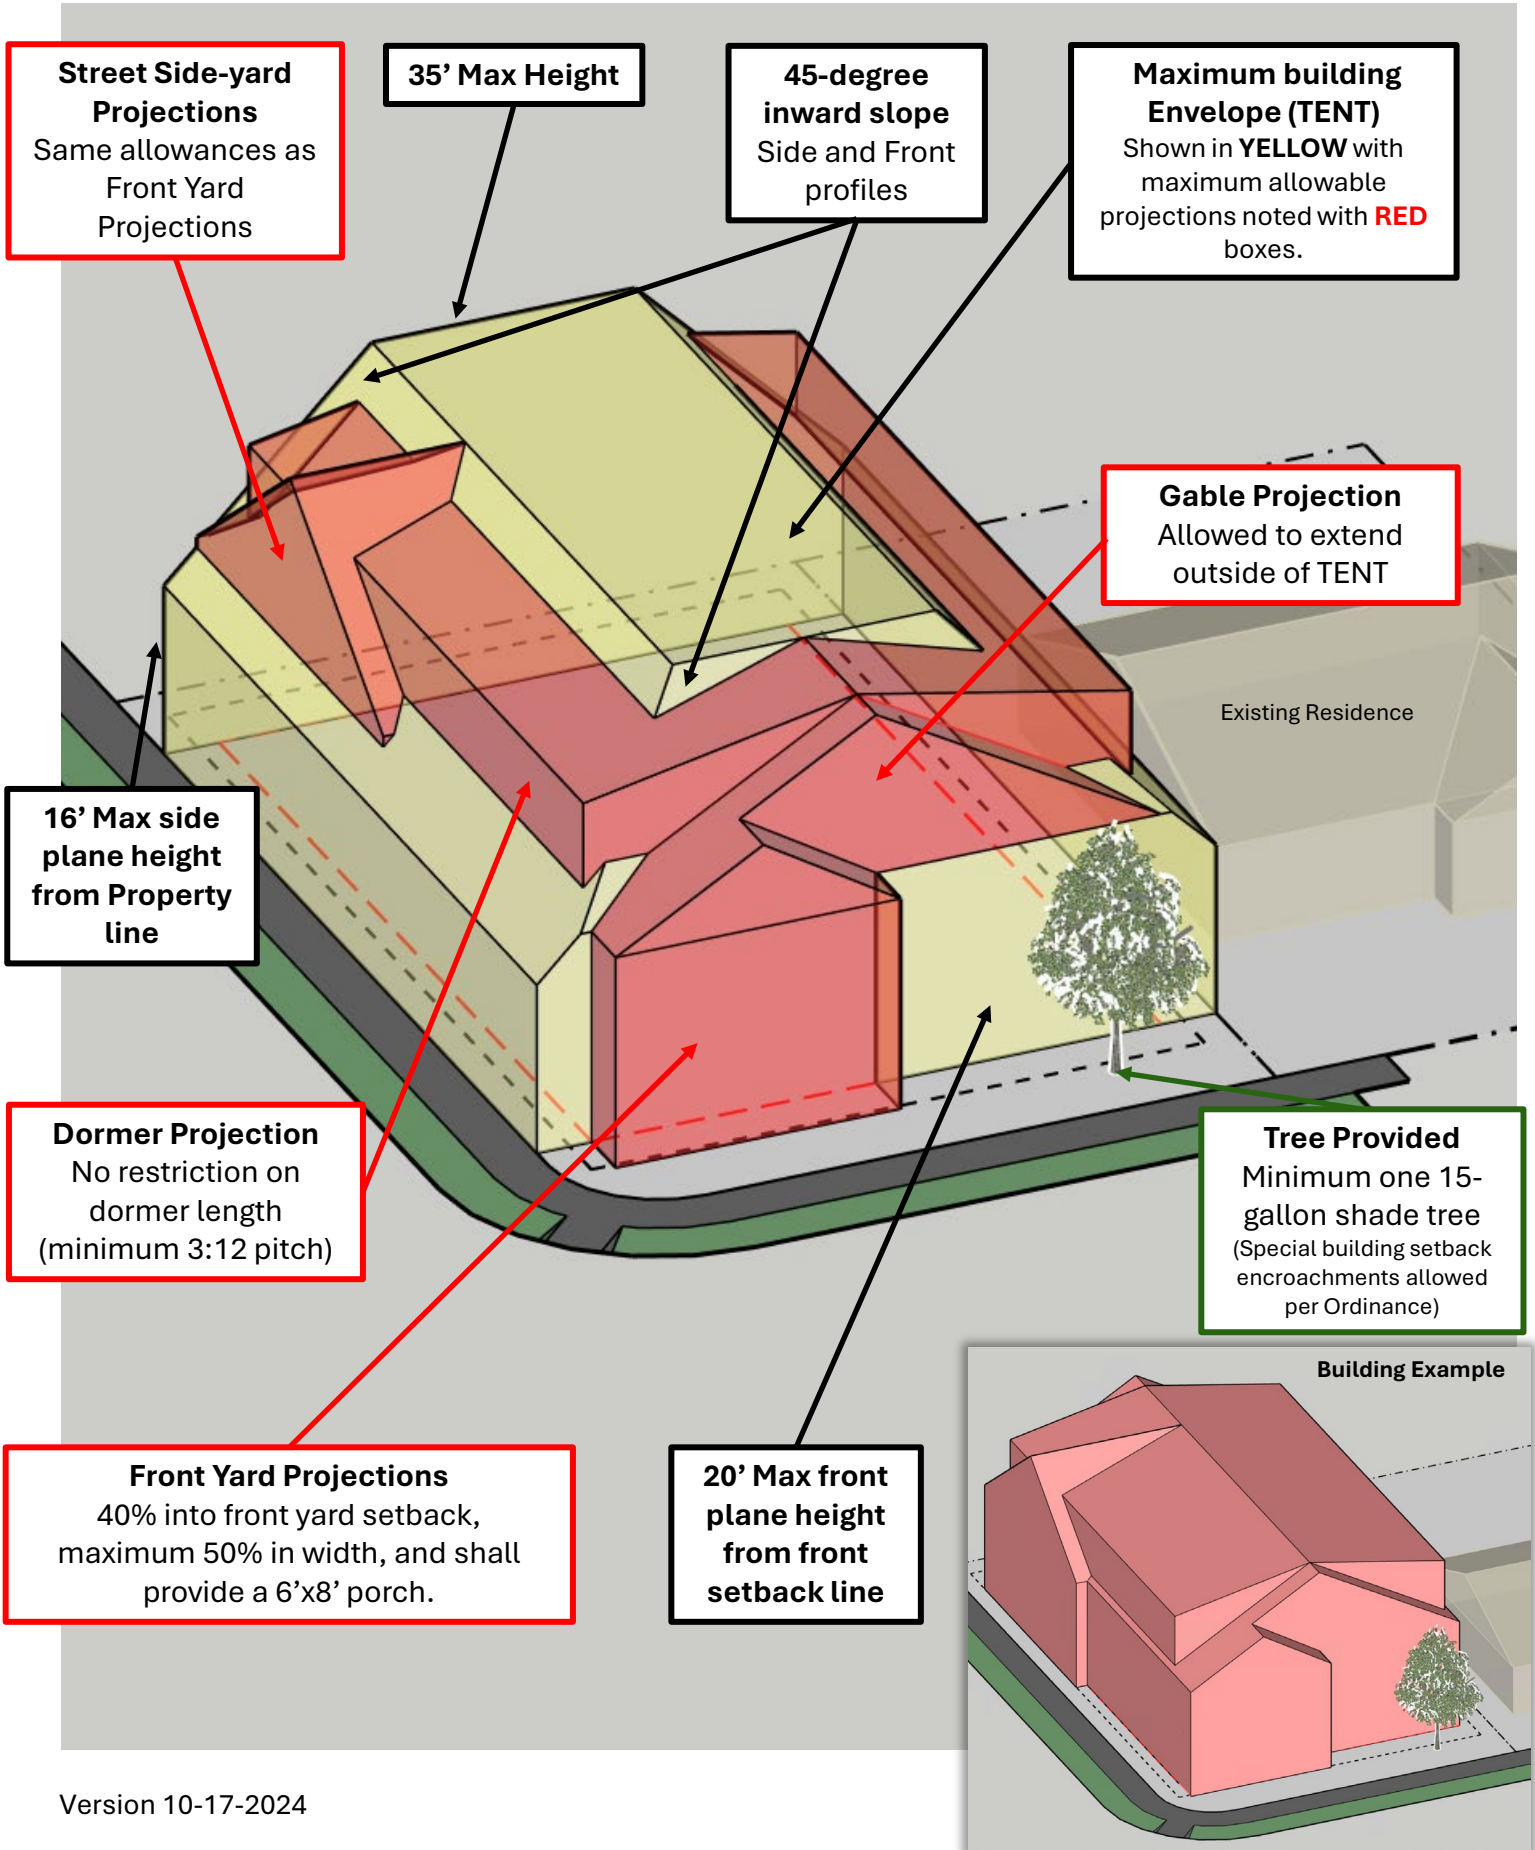 Street Side-yard
Projections
Same allowances as
Front Yard
Projections
35’ Max Height
45-degree
inward slope
Side and Front
profiles
Maximum building
Envelope (TENT)
Shown in YELLOW with
maximum allowable
projections noted with RED
boxes.
Gable Projection
Allowed to extend
outside of TENT
Existing Residence
16’ Max side
plane height
from Property
line
Dormer Projection
No restriction on
dormer length
(minimum 3:12 pitch)
Tree Provided
Minimum one 15-
gallon shade tree
(Special building setback
encroachments allowed
per Ordinance)
Building Example
Front Yard Projections
40% into front yard setback,
maximum 50% in width, and shall
provide a 6’x8’ porch.
20’ Max front
plane height
from front
setback line
Version 10-17-2024